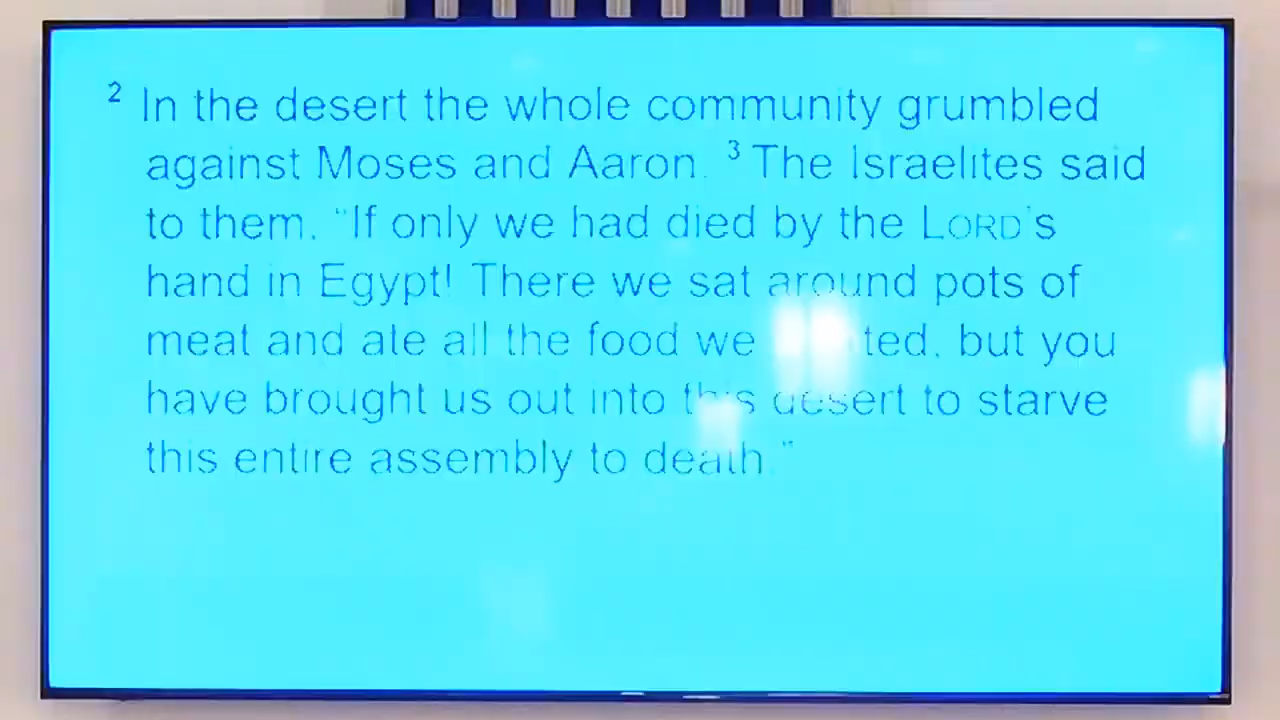 2 In the desert the whole community grumbled
against Moses and Aaron. 3 The Israelites said
to them, “If only we had died by the LORD’s
hand in Egypt! There we sat around pots of
meat and ate all the food we ted, but you
have brought us out into this desert to starve
this entire assembly to death.”